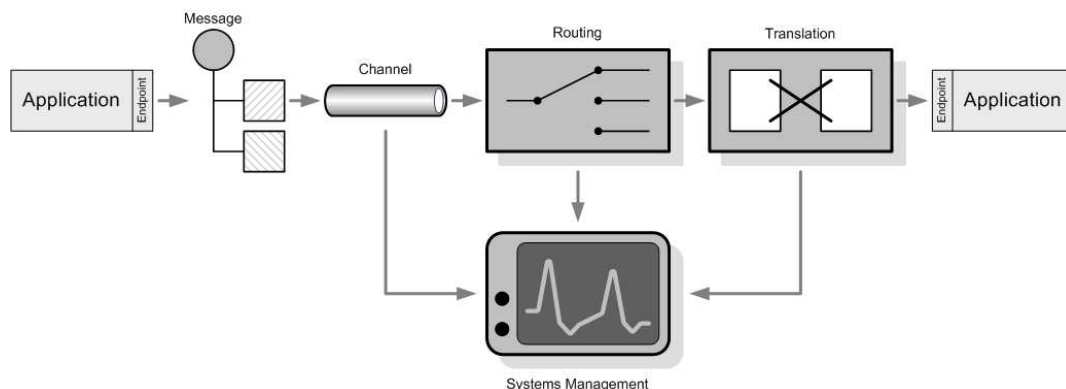 Message
Channel
Routing
Translation
Application
Endpoint
Endpoint
Application
Systems Management